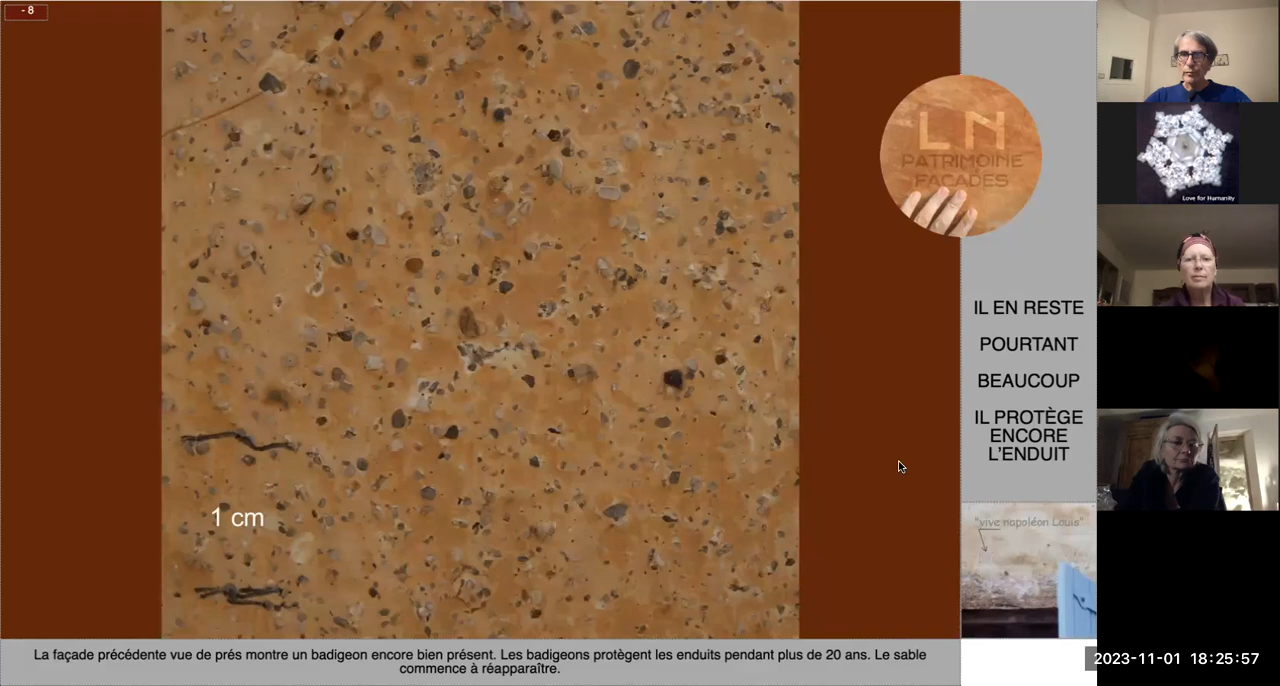 - 8
LN
PATRIMOINE
FAÇADES
IL EN RESTE
POURTANT
BEAUCOUP
IL PROTÈGE
ENCORE
L'ENDUIT
1 cm
"vive napoléon Louis"
La façade précédente vue de prés montre un badigeon encore bien présent. Les badigeons protègent les enduits pendant plus de 20 ans. Le sable
commence à réapparaître.
Love for Humanity
2023-11-01 18:25:57